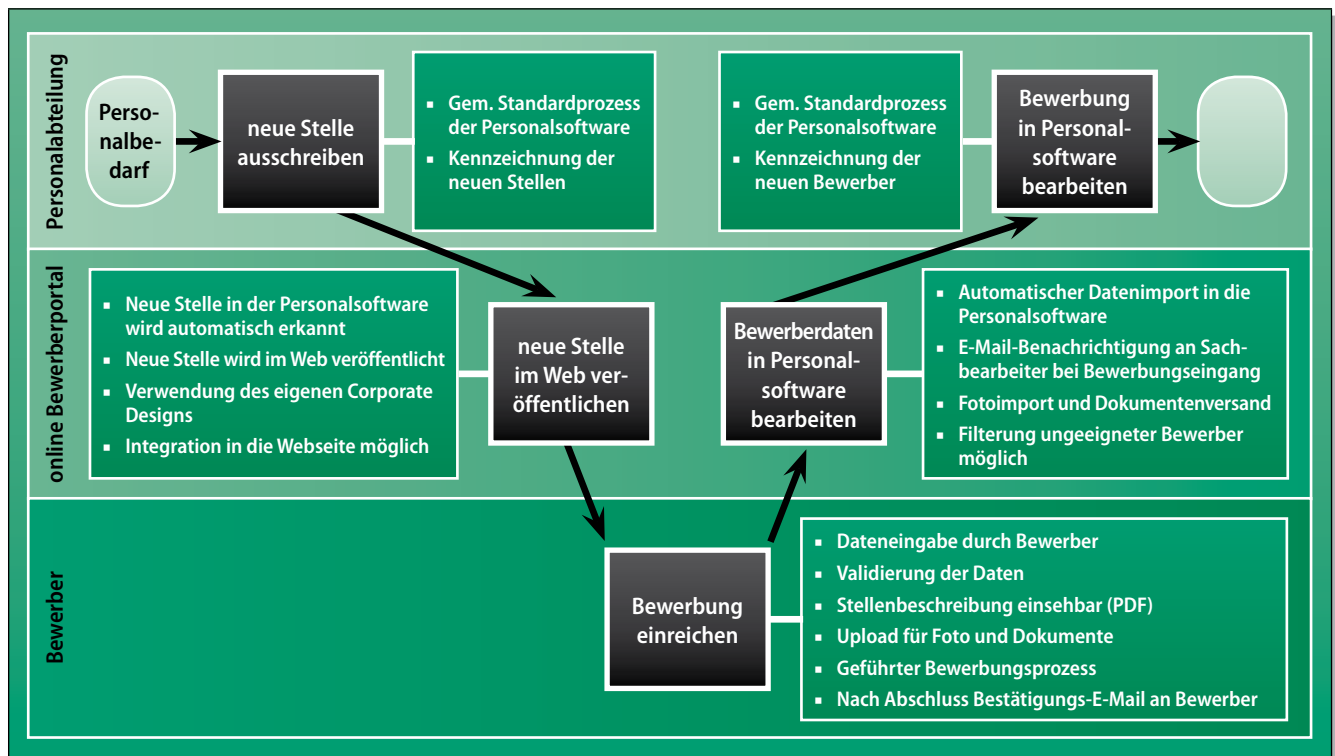 Personalabteilung
Perso-
nalbe-
darf
neue Stelle
ausschreiben
▪ Gem. Standardprozess
der Personalsoftware
▪ Kennzeichnung der
neuen Stellen
▪ Gem. Standardprozess
der Personalsoftware
▪ Kennzeichnung der
neuen Bewerber
Bewerbung
in Personal-
software
bearbeiten
online Bewerberportal
▪ Neue Stelle in der Personalsoftware
wird automatisch erkannt
▪ Neue Stelle wird im Web veröffentlicht
▪ Verwendung des eigenen Corporate
Designs
▪ Integration in die Webseite möglich
neue Stelle
im Web ver-
öffentlichen
Bewerberdaten
in Personal-
software
bearbeiten
▪ Automatischer Datenimport in die
Personalsoftware
▪ E-Mail-Benachrichtigung an Sach-
bearbeiter bei Bewerbungseingang
▪ Fotoimport und Dokumentenversand
▪ Filterung ungeeigneter Bewerber
möglich
Bewerber
Bewerbung
einreichen
▪ Dateneingabe durch Bewerber
▪ Validierung der Daten
▪ Stellenbeschreibung einsehbar (PDF)
▪ Upload für Foto und Dokumente
▪ Geführter Bewerbungsprozess
▪ Nach Abschluss Bestätigungs-E-Mail an Bewerber